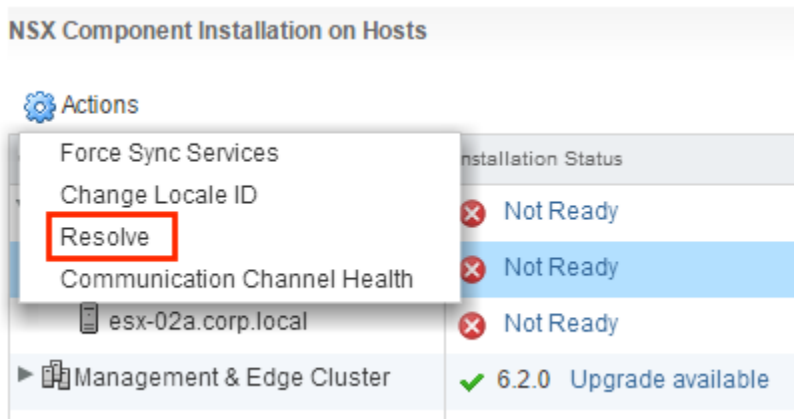 NSX Component Installation on Hosts
Actions
Force Sync Services
nstallation Status
Change Locale ID
Not Ready
Resolve
Communication Channel Health
Not Ready
esx-02a.corp.local
Not Ready
Management & Edge Cluster
6.2.0 Upgrade available